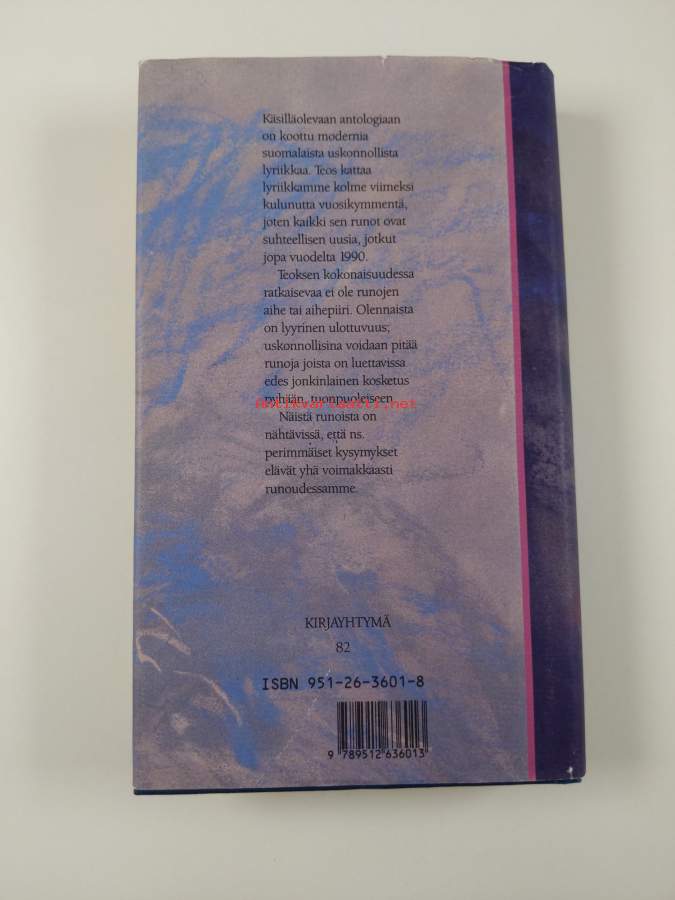 Käsilläolevaan antologiaan
on koottu modernia
suomalaista uskonnollista
lyriikkaa. Teos kattaa
lyriikkamme kolme viimeksi
kulunutta vuosikymmentä,
joten kaikki sen runot ovat
suhteellisen uusia, jotkut
jopa vuodelta 1990.
Teoksen kokonaisuudessa
ratkaisevaa ei ole runojen
aihe tai aihepiiri. Olennaista
on lyyrinen ulottuvuus;
uskonnollisina voidaan pitää
runoja joista on luettavissa
edes jonkinlainen kosketus
pyhään, tuonpuoleiseen
Antikvariaatti.net
Näistä runoista on
nähtävissä, että ns.
perimmäiset kysymykset
elävät yhä voimakkaasti
runoudessamme.
KIRJAYHTYMÄ
82
ISBN 951-26-3601-8
9 789512 636013